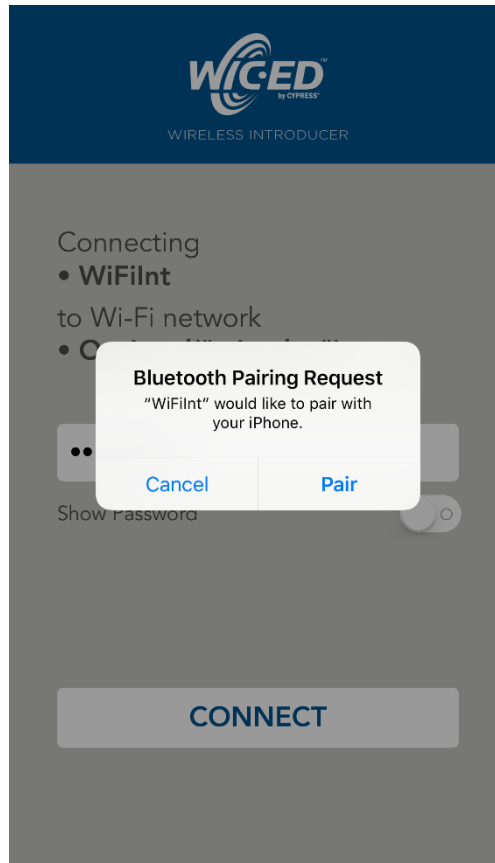 WICED™
by CYPRESS®
WIRELESS INTRODUCER
Connecting
• WiFiInt
to Wi-Fi network
•
Bluetooth Pairing Request
“WiFiInt” would like to pair with
your iPhone.
••
Cancel
Pair
Show Password
CONNECT